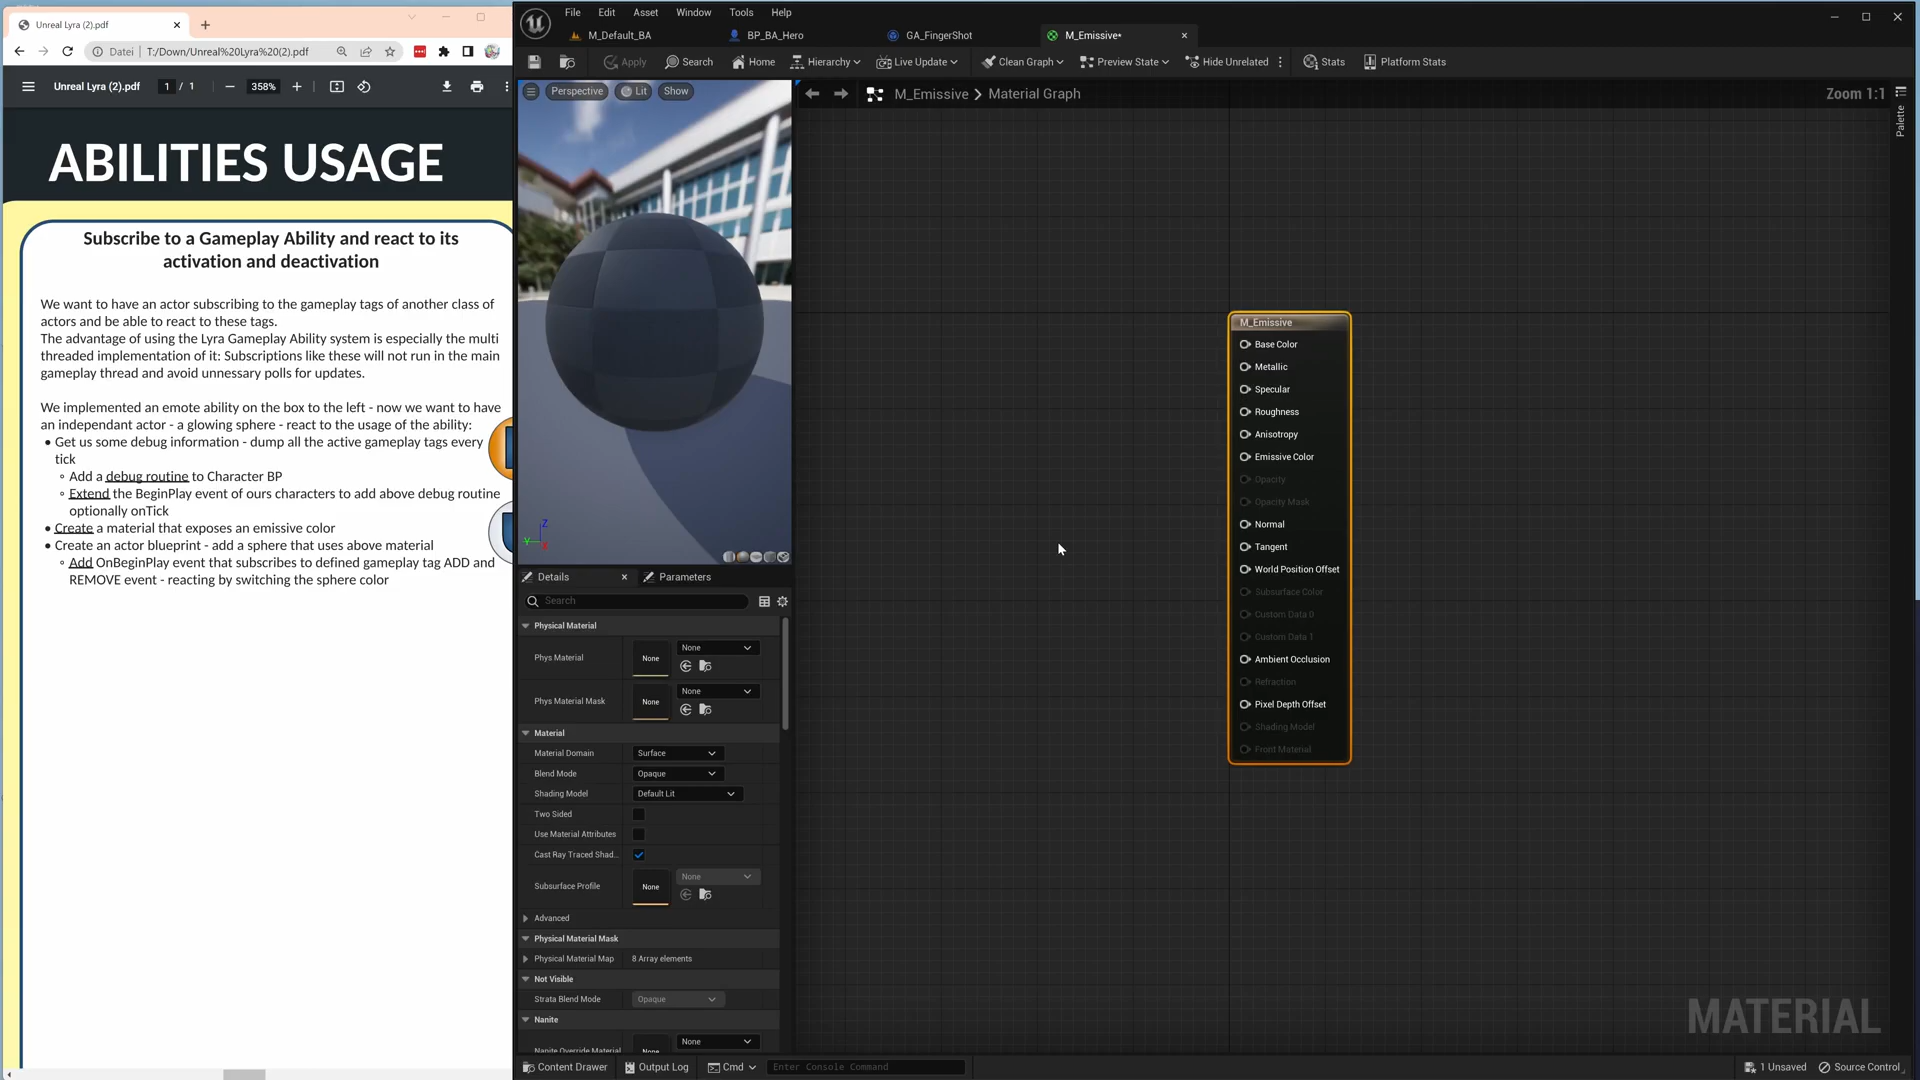 Unreal Lyra (2).pdf
Datei
T:/Down/Unreal%20Lyra%20(2).pdf
Unreal Lyra (2).pdf
1 / 1
358%
ABILITIES USAGE
Subscribe to a Gameplay Ability and react to its
activation and deactivation
We want to have an actor subscribing to the gameplay tags of another class of
actors and be able to react to these tags.
The advantage of using the Lyra Gameplay Ability system is especially the multi
threaded implementation of it: Subscriptions like these will not run in the main
gameplay thread and avoid unnessary polls for updates.
We implemented an emote ability on the box to the left - now we want to have
an independant actor - a glowing sphere - react to the usage of the ability:
• Get us some debug information - dump all the active gameplay tags every
tick
◦ Add a debug routine to Character BP
◦ Extend the BeginPlay event of ours characters to add above debug routine
optionally onTick
• Create a material that exposes an emissive color
• Create an actor blueprint - add a sphere that uses above material
◦ Add OnBeginPlay event that subscribes to defined gameplay tag ADD and
REMOVE event - reacting by switching the sphere color
File Edit Asset Window Tools Help
M_Default_BA
BP_BA_Hero
GA_FingerShot
M_Emissive*
Apply
Search
Home
Hierarchy
Live Update
Clean Graph
Preview State
Hide Unrelated
Stats
Platform Stats
Perspective
Lit
Show
Z
Y
X
M_Emissive > Material Graph
Zoom 1:1
Palette
M_Emissive
Base Color
Metallic
Specular
Roughness
Anisotropy
Emissive Color
Opacity
Opacity Mask
Normal
Tangent
World Position Offset
Subsurface Color
Custom Data 0
Custom Data 1
Ambient Occlusion
Refraction
Pixel Depth Offset
Shading Model
Front Material
MATERIAL
Details
Parameters
Search
Physical Material
Phys Material
None
None
Phys Material Mask
None
None
Material
Material Domain
Surface
Blend Mode
Opaque
Shading Model
Default Lit
Two Sided
Use Material Attributes
Cast Ray Traced Shad...
Subsurface Profile
None
None
Advanced
Physical Material Mask
Physical Material Map
8 Array elements
Not Visible
Strata Blend Mode
Opaque
Nanite
Nanite Override Material
None
None
Content Drawer
Output Log
Cmd
Enter Console Command
1 Unsaved
Source Control